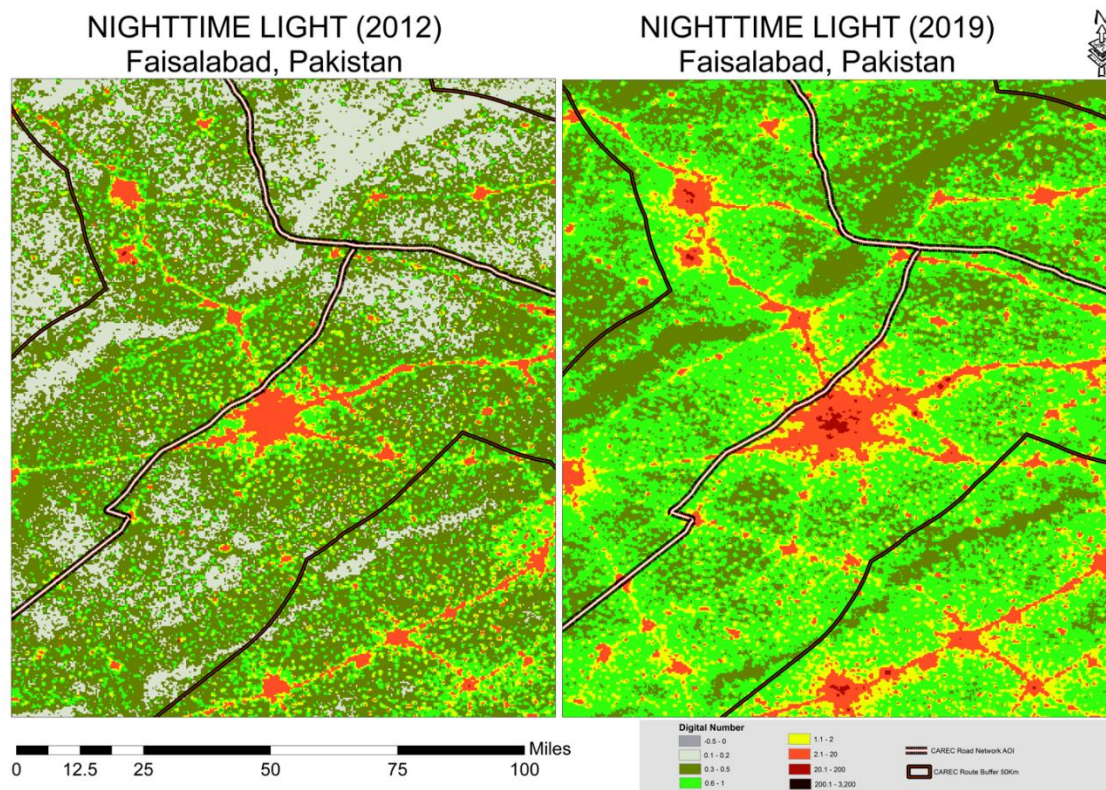 NIGHTTIME LIGHT (2012)
Faisalabad, Pakistan
NIGHTTIME LIGHT (2019)
Faisalabad, Pakistan
Miles
0 12.5 25 50 75 100
Digital Number
-0.5 - 0
0.1 - 0.2
0.3 - 0.5
0.6 - 1
1.1 - 2
2.1 - 20
20.1 - 200
200.1 - 3,200
CAREC Road Network AOI
CAREC Route Buffer 50Km